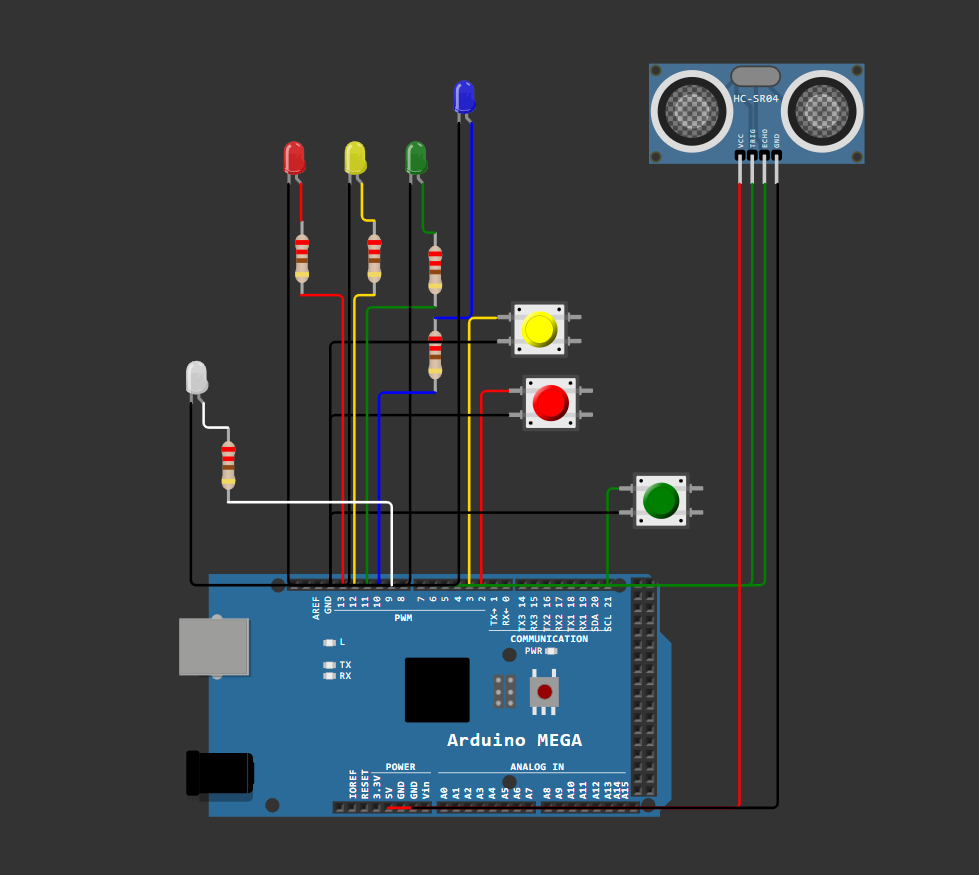 HC-SR04
VCC
TRIG
ECHO
GND
AREF
GND
13
12
11
10
9
8
7
6
5
4
3
2
TX→ 1
RX← 0
TX3 14
RX3 15
TX2 16
RX2 17
TX1 18
RX1 19
SDA 20
SCL 21
PWM
COMMUNICATION
L
PWR
TX
RX
Arduino MEGA
POWER
ANALOG IN
IOREF
RESET
3.3V
5V
GND
GND
Vin
A0
A1
A2
A3
A4
A5
A6
A7
A8
A9
A10
A11
A12
A13
A14
A15